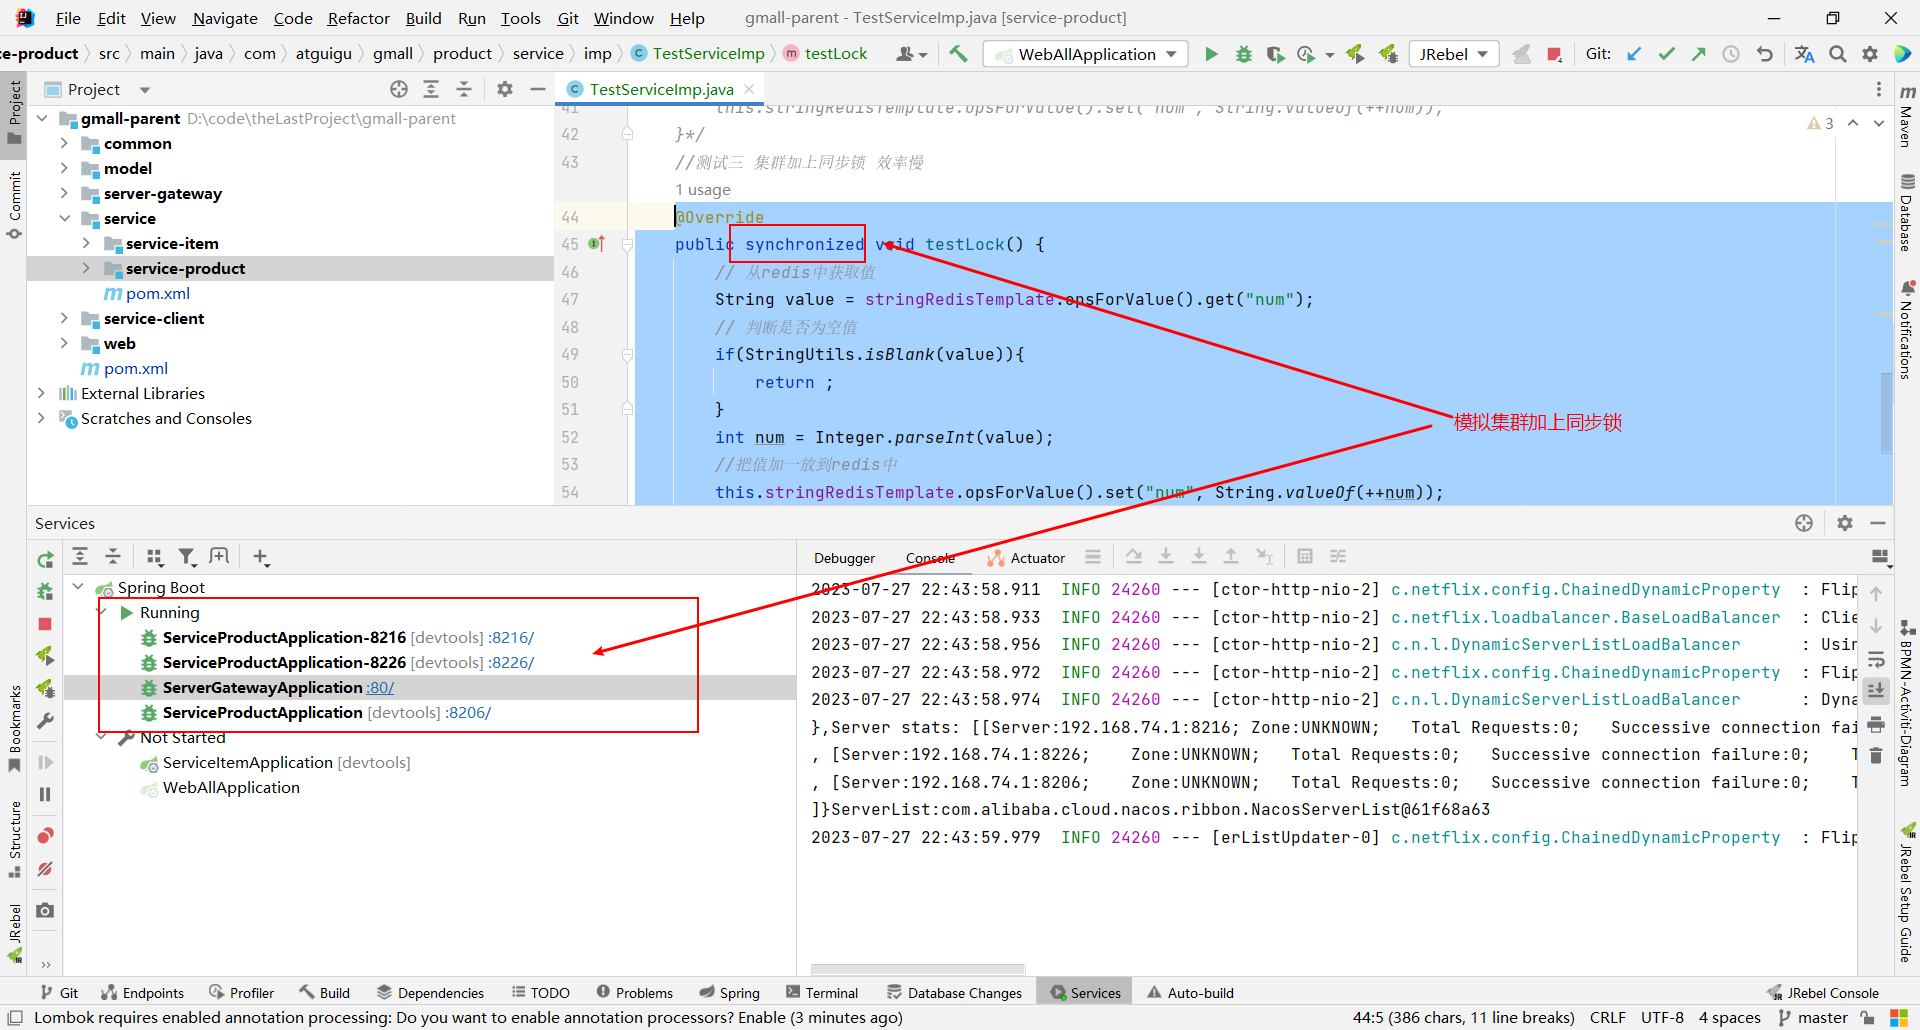 File Edit View Navigate Code Refactor Build Run Tools Git Window Help gmall-parent - TestServiceImp.java [service-product]
ce-product src main java com atguigu gmall product service imp TestServiceImp testLock WebAllApplication JRebel Git:
Project
TestServiceImp.java
gmall-parent D:\code\theLastProject\gmall-parent
common
model
server-gateway
service
service-item
service-product
pom.xml
service-client
web
pom.xml
External Libraries
Scratches and Consoles
3
41 this.stringRedisTemplate.opsForValue().set("num", String.valueOf(++num));
42 }*/
43 //测试三 集群加上同步锁 效率慢
1 usage
44 @Override
45 public synchronized void testLock() {
46 // 从redis中获取值
47 String value = stringRedisTemplate.opsForValue().get("num");
48 // 判断是否为空值
49 if(StringUtils.isBlank(value)){
50 return ;
51 }
52 int num = Integer.parseInt(value);
53 //把值加一放到redis中
54 this.stringRedisTemplate.opsForValue().set("num", String.valueOf(++num));
模拟集群加上同步锁
Project
Commit
Bookmarks
Structure
JRebel
Maven
Database
Notifications
BPMN-Activiti-Diagram
JRebel Setup Guide
Services
Spring Boot
Running
ServiceProductApplication-8216 [devtools] :8216/
ServiceProductApplication-8226 [devtools] :8226/
ServerGatewayApplication :80/
ServiceProductApplication [devtools] :8206/
Not Started
ServiceItemApplication [devtools]
WebAllApplication
Debugger Console Actuator
2023-07-27 22:43:58.911 INFO 24260 --- [ctor-http-nio-2] c.netflix.config.ChainedDynamicProperty : Flip
2023-07-27 22:43:58.933 INFO 24260 --- [ctor-http-nio-2] c.netflix.loadbalancer.BaseLoadBalancer : Clie
2023-07-27 22:43:58.956 INFO 24260 --- [ctor-http-nio-2] c.n.l.DynamicServerListLoadBalancer : Usin
2023-07-27 22:43:58.972 INFO 24260 --- [ctor-http-nio-2] c.netflix.config.ChainedDynamicProperty : Flip
2023-07-27 22:43:58.974 INFO 24260 --- [ctor-http-nio-2] c.n.l.DynamicServerListLoadBalancer : Dyna
},Server stats: [[Server:192.168.74.1:8216; Zone:UNKNOWN; Total Requests:0; Successive connection fai
, [Server:192.168.74.1:8226; Zone:UNKNOWN; Total Requests:0; Successive connection failure:0; T
, [Server:192.168.74.1:8206; Zone:UNKNOWN; Total Requests:0; Successive connection failure:0; T
]}ServerList:com.alibaba.cloud.nacos.ribbon.NacosServerList@61f68a63
2023-07-27 22:43:59.979 INFO 24260 --- [erListUpdater-0] c.netflix.config.ChainedDynamicProperty : Flip
Git Endpoints Profiler Build Dependencies TODO Problems Spring Terminal Database Changes Services Auto-build JRebel Console
Lombok requires enabled annotation processing: Do you want to enable annotation processors? Enable (3 minutes ago) 44:5 (386 chars, 11 line breaks) CRLF UTF-8 4 spaces master